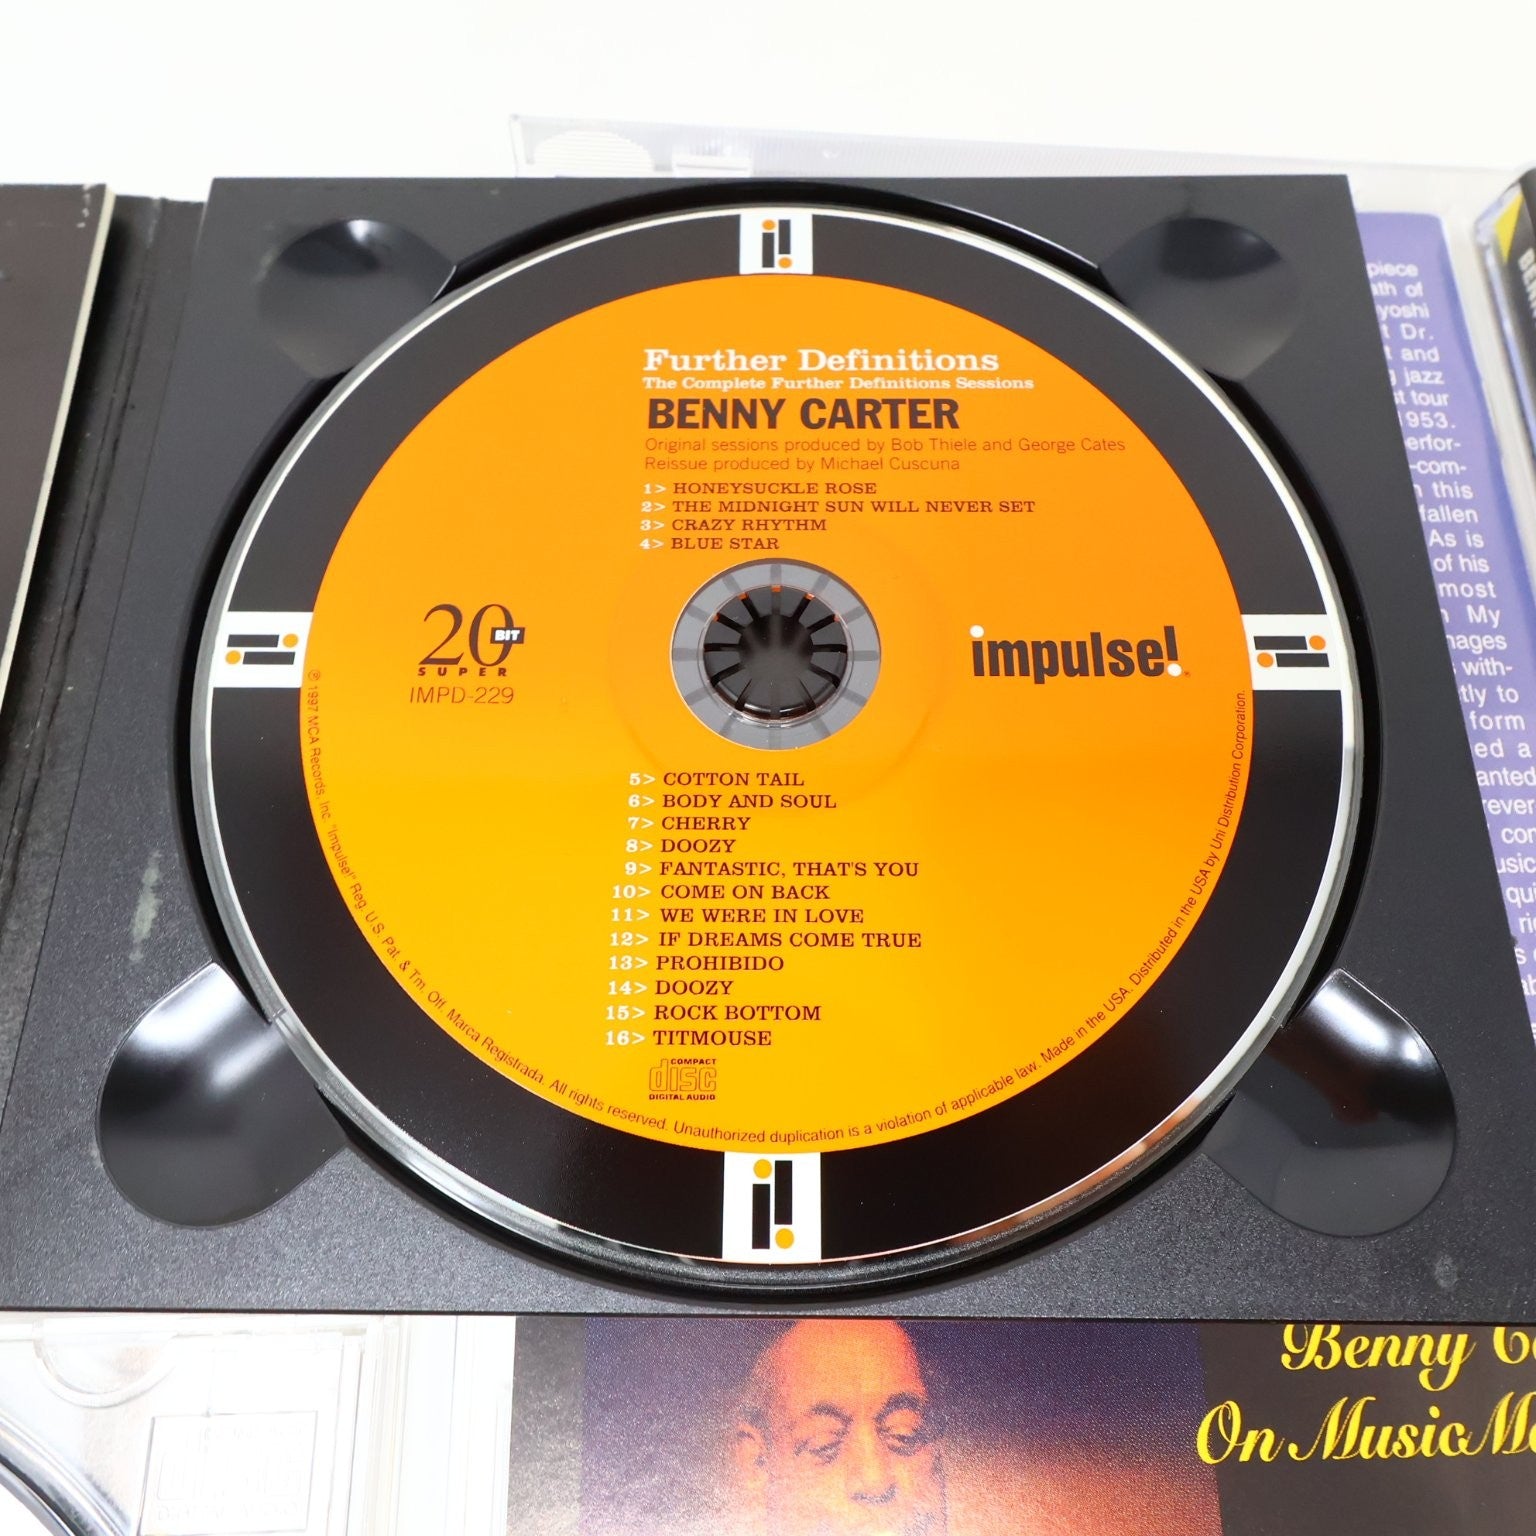 Further Definitions
The Complete Further Definitions Sessions
BENNY CARTER
Original sessions produced by Bob Thiele and George Cates
Reissue produced by Michael Cuscuna
1> HONEYSUCKLE ROSE
2> THE MIDNIGHT SUN WILL NEVER SET
3> CRAZY RHYTHM
4> BLUE STAR
20 BIT
SUPER
IMPD-229
impulse!
5> COTTON TAIL
6> BODY AND SOUL
7> CHERRY
8> DOOZY
9> FANTASTIC, THAT'S YOU
10> COME ON BACK
11> WE WERE IN LOVE
12> IF DREAMS COME TRUE
13> PROHIBIDO
14> DOOZY
15> ROCK BOTTOM
16> TITMOUSE
COMPACT
disc
DIGITAL AUDIO
℗ 1997 MCA Records, Inc. "Impulse!" Reg. U.S. Pat. & Tm. Off. Marca Registrada. All rights reserved. Unauthorized duplication is a violation of applicable law. Made in the USA. Distributed in the USA by Uni Distribution Corporation.
piece
of
yoshi
Dr.
and
jazz
tour
1953.
this
fallen
As is
of his
most
My
with-
to
form
Benny
On Music